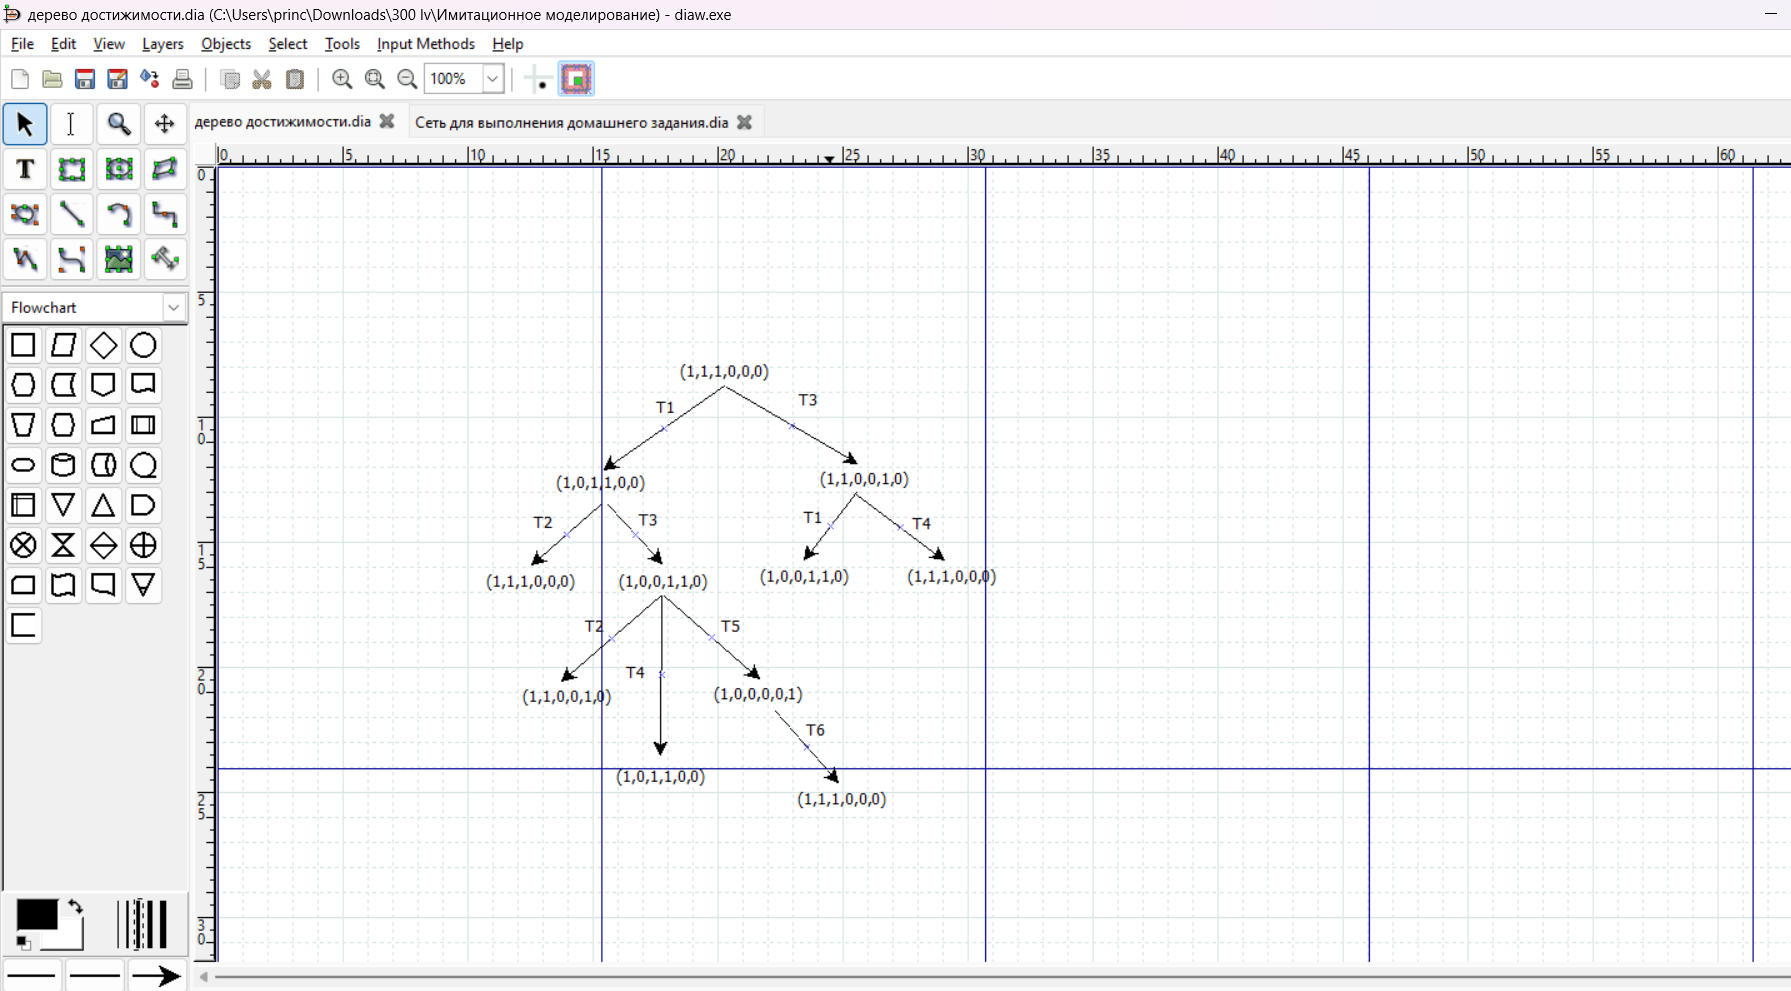 дерево достижимости.dia (C:\Users\princ\Downloads\300 lv\Имитационное моделирование) - diaw.exe
File Edit View Layers Objects Select Tools Input Methods Help
100%
дерево достижимости.dia Сеть для выполнения домашнего задания.dia
0 5 10 15 20 25 30 35 40 45 50 55 60
0
5
10
15
20
25
30
Flowchart
(1,1,1,0,0,0)
T1 T3
(1,0,1,1,0,0) (1,1,0,0,1,0)
T2 T3 T1 T4
(1,1,1,0,0,0) (1,0,0,1,1,0) (1,0,0,1,1,0) (1,1,1,0,0,0)
T2 T5
T4
(1,1,0,0,1,0) (1,0,0,0,0,1)
T6
(1,0,1,1,0,0)
(1,1,1,0,0,0)